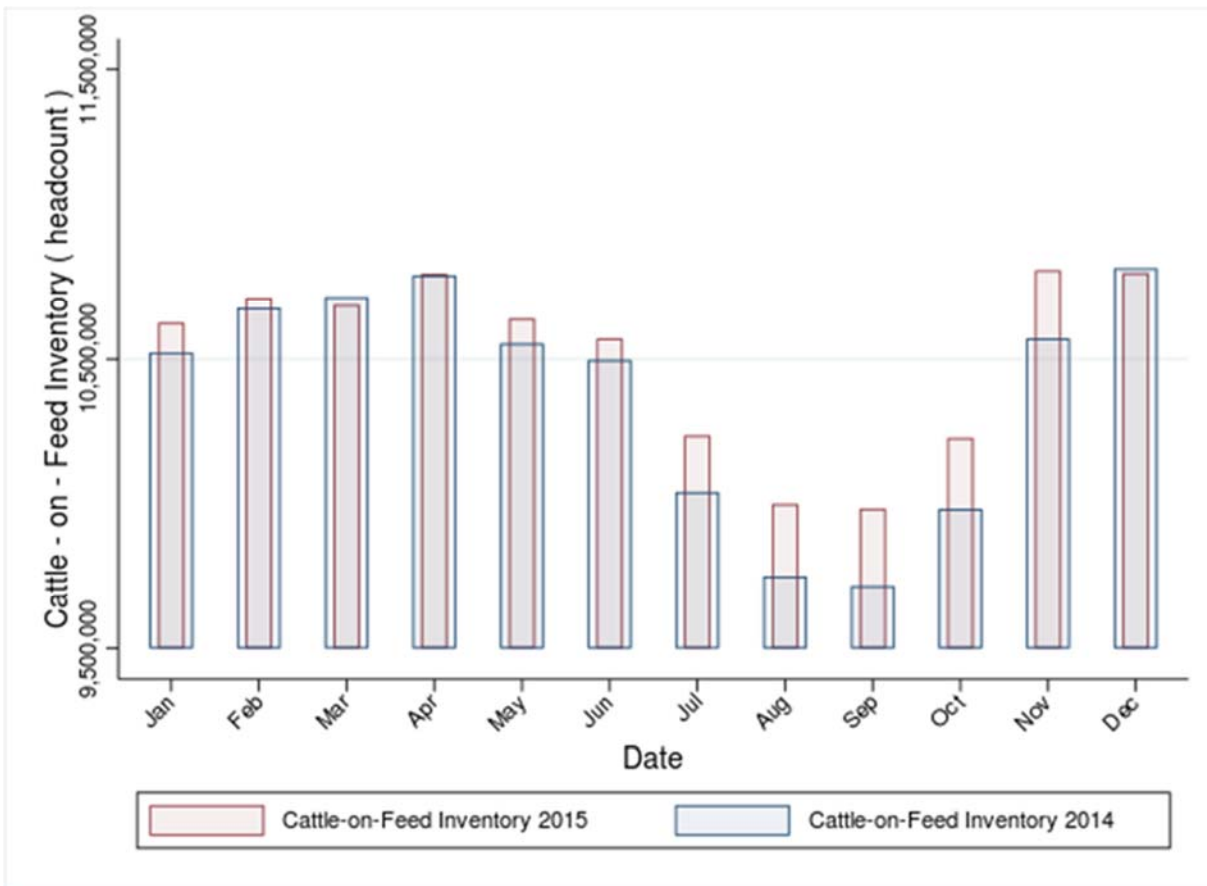 Cattle - on - Feed Inventory ( headcount )
11,500,000
10,500,000
9,500,000
Jan Feb Mar Apr May Jun Jul Aug Sep Oct Nov Dec
Date
Cattle-on-Feed Inventory 2015 Cattle-on-Feed Inventory 2014